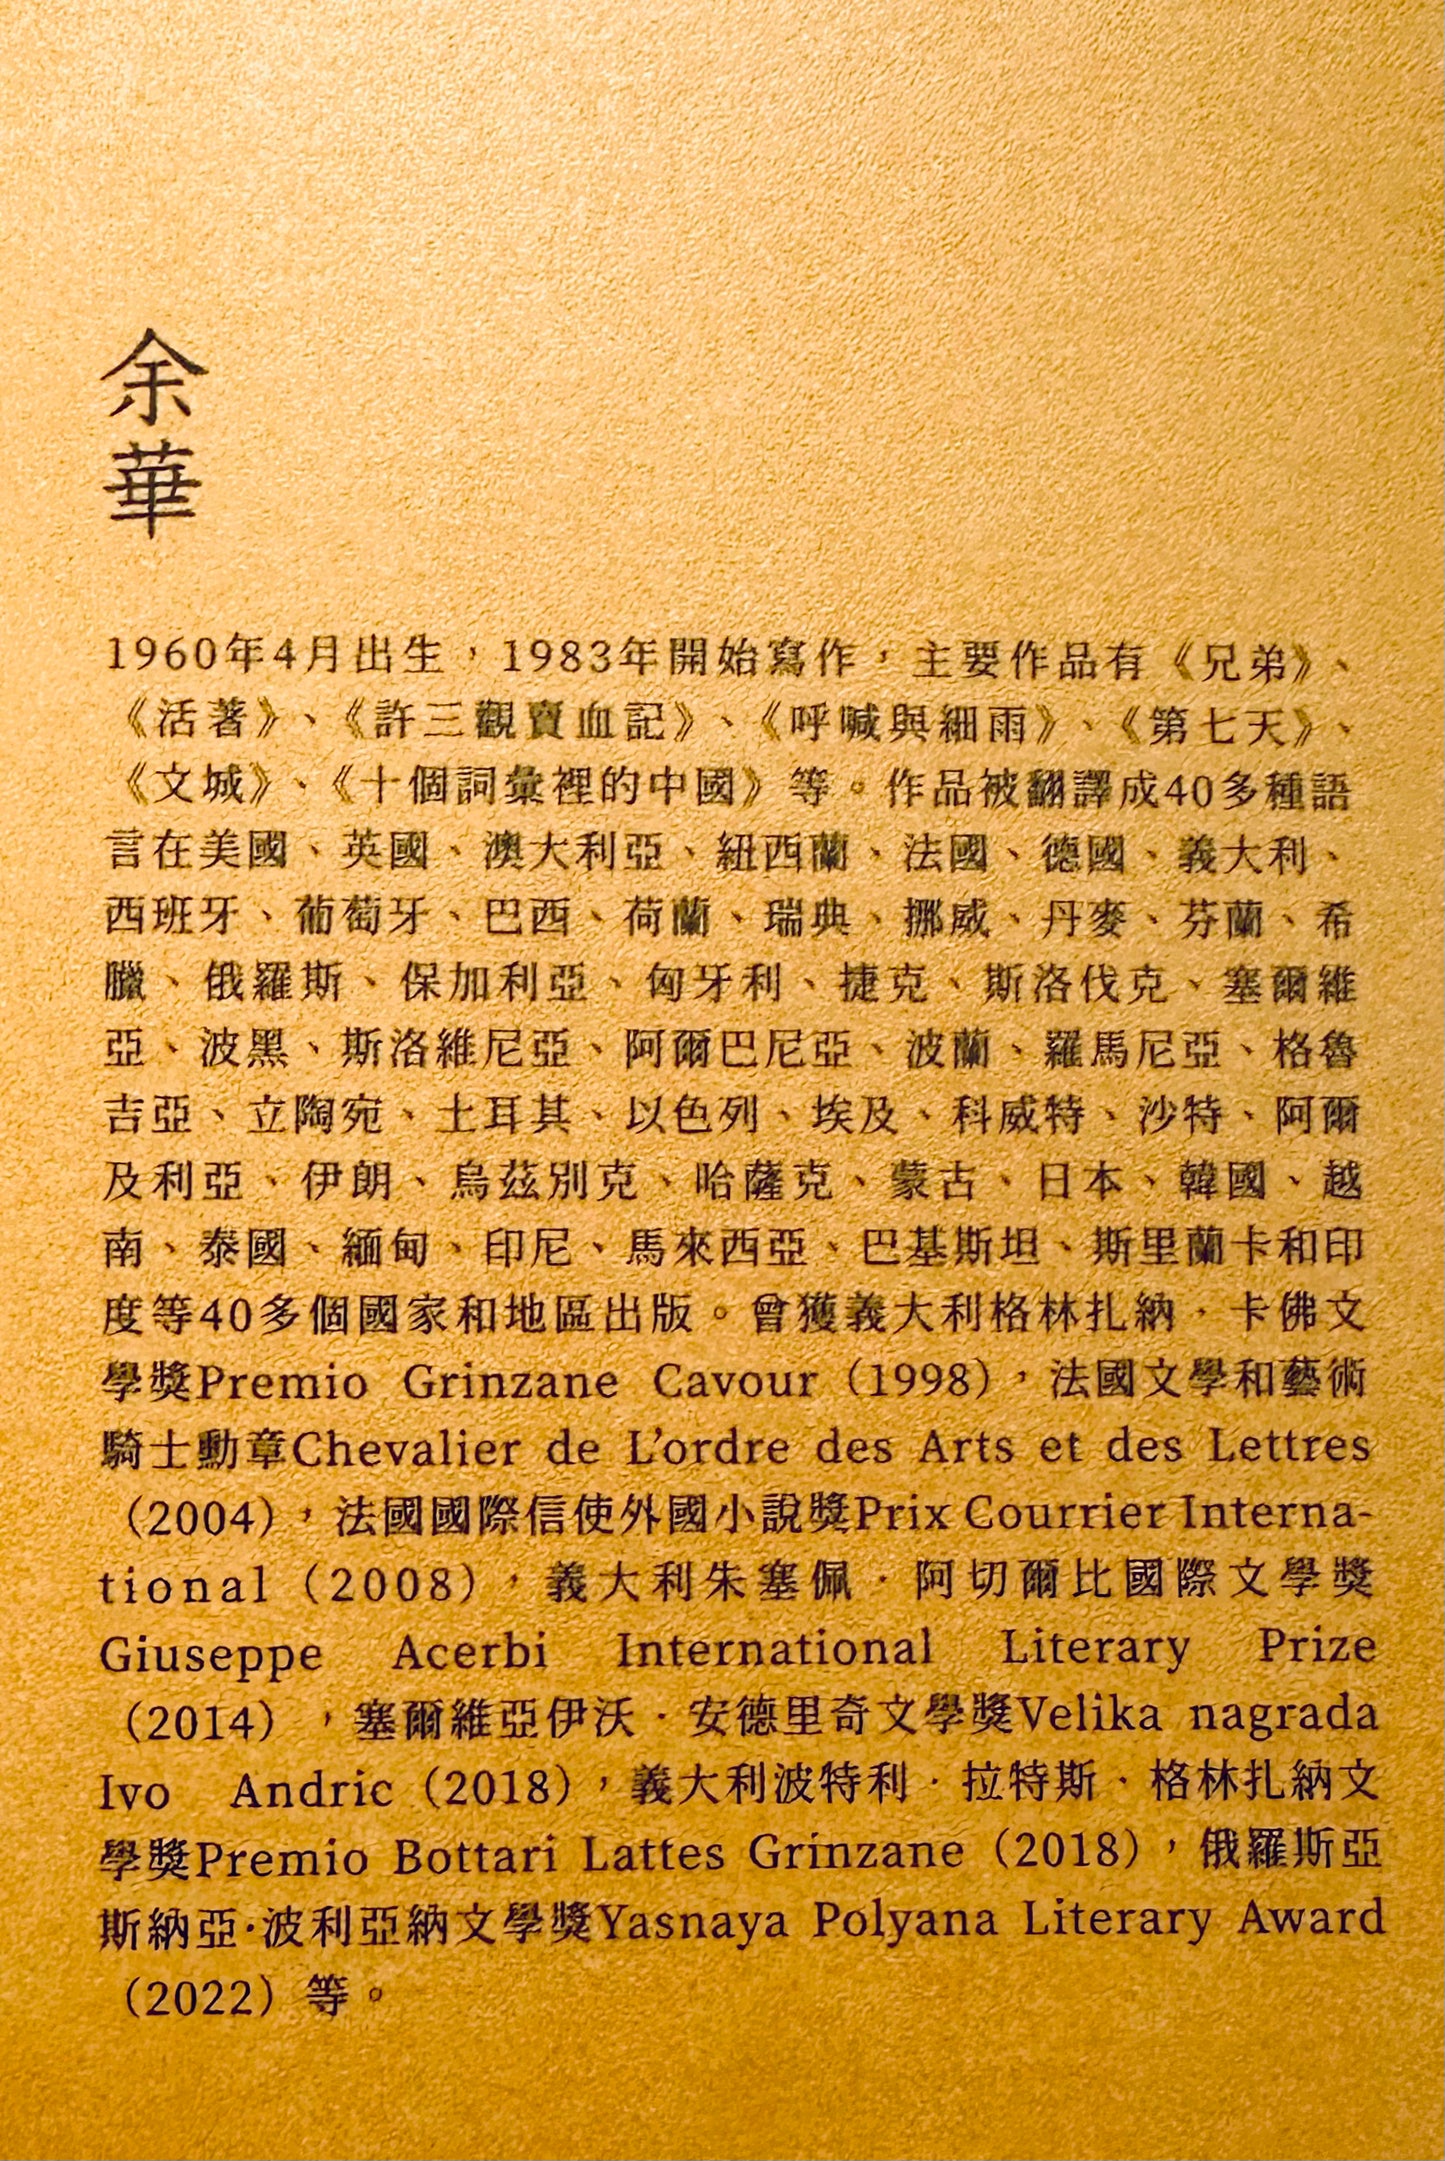 余華
1960年4月出生，1983年開始寫作，主要作品有《兄弟》、
《活著》、《許三觀賣血記》、《呼喊與細雨》、《第七天》、
《文城》、《十個詞彙裡的中國》等。作品被翻譯成40多種語
言在美國、英國、澳大利亞、紐西蘭、法國、德國、義大利、
西班牙、葡萄牙、巴西、荷蘭、瑞典、挪威、丹麥、芬蘭、希
臘、俄羅斯、保加利亞、匈牙利、捷克、斯洛伐克、塞爾維
亞、波黑、斯洛維尼亞、阿爾巴尼亞、波蘭、羅馬尼亞、格魯
吉亞、立陶宛、土耳其、以色列、埃及、科威特、沙特、阿爾
及利亞、伊朗、烏茲別克、哈薩克、蒙古、日本、韓國、越
南、泰國、緬甸、印尼、馬來西亞、巴基斯坦、斯里蘭卡和印
度等40多個國家和地區出版。曾獲義大利格林扎納·卡佛文
學獎Premio Grinzane Cavour（1998），法國文學和藝術
騎士勳章Chevalier de L’ordre des Arts et des Lettres
（2004），法國國際信使外國小說獎Prix Courrier Interna-
tional（2008），義大利朱塞佩·阿切爾比國際文學獎
Giuseppe Acerbi International Literary Prize
（2014），塞爾維亞伊沃·安德里奇文學獎Velika nagrada
Ivo Andric（2018），義大利波特利·拉特斯·格林扎納文
學獎Premio Bottari Lattes Grinzane（2018），俄羅斯亞
斯納亞·波利亞納文學獎Yasnaya Polyana Literary Award
（2022）等。